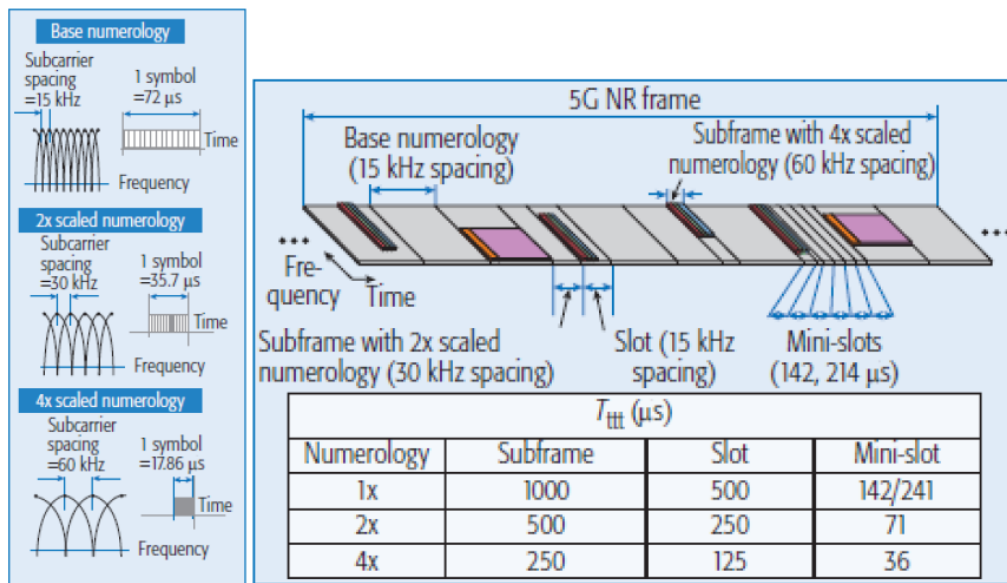 Base numerology
Subcarrier
spacing
=15 kHz
1 symbol
=72 µs
Time
Frequency
2x scaled numerology
Subcarrier
spacing
=30 kHz
1 symbol
=35.7 µs
Time
Frequency
4x scaled numerology
Subcarrier
spacing
=60 kHz
1 symbol
=17.86 µs
Time
Frequency
5G NR frame
Base numerology
(15 kHz spacing)
Subframe with 4x scaled
numerology (60 kHz spacing)
•••
•••
Fre-
quency
Time
Subframe with 2x scaled
numerology (30 kHz spacing)
Slot (15 kHz
spacing)
Mini-slots
(142, 214 µs)
Tttt (µs)
Numerology Subframe Slot Mini-slot
1x 1000 500 142/241
2x 500 250 71
4x 250 125 36